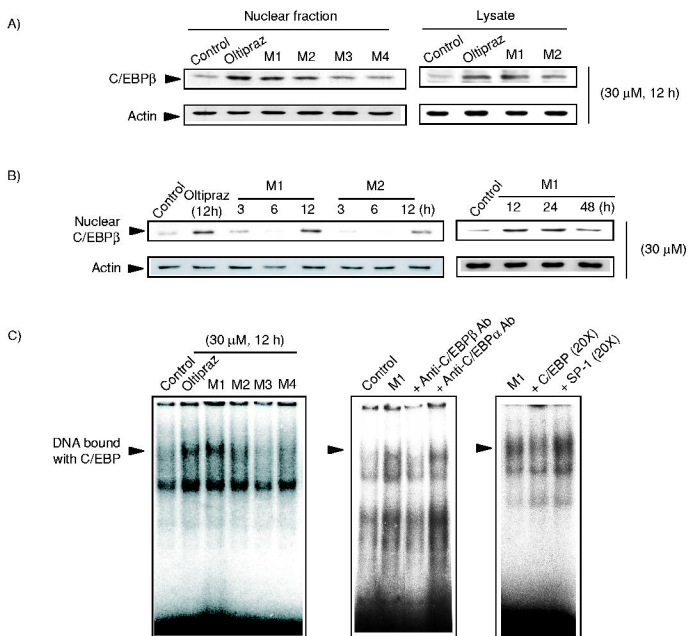 A)
Nuclear fraction
Lysate
Control
Oltipraz
M1
M2
M3
M4
Control
Oltipraz
M1
M2
C/EBPβ
Actin
(30 μM, 12 h)
B)
Control
Oltipraz
(12h)
M1
M2
3 6 12 3 6 12 (h)
Control
M1
12 24 48 (h)
Nuclear
C/EBPβ
Actin
(30 μM)
C)
(30 μM, 12 h)
Control
Oltipraz
M1
M2
M3
M4
Control
M1
+Anti-C/EBPβ Ab
+Anti-C/EBPα Ab
M1
+ C/EBP (20X)
+ SP-1 (20X)
DNA bound
with C/EBP